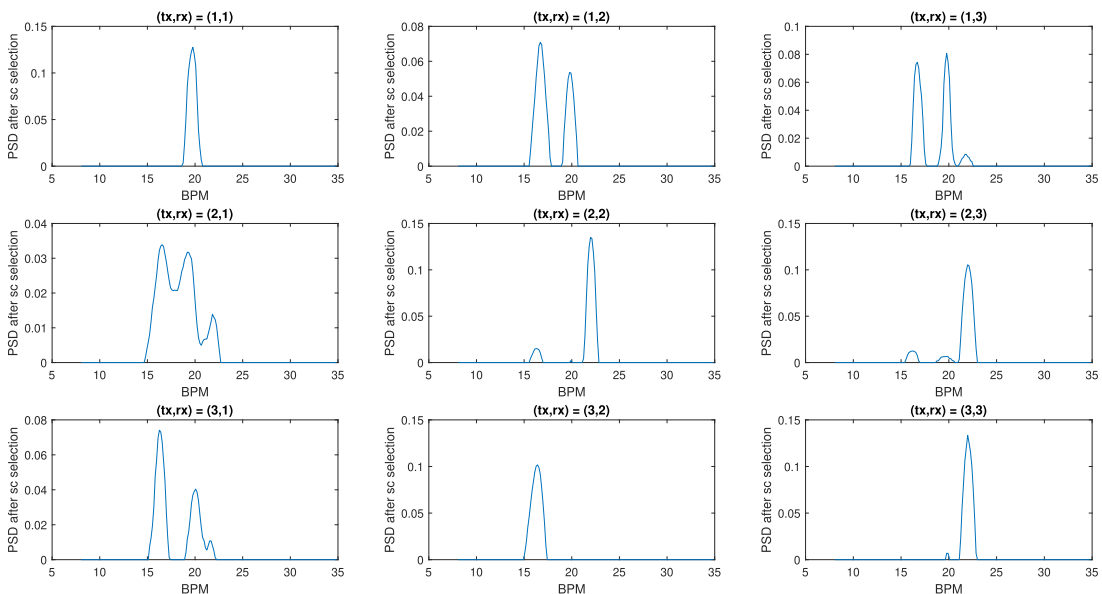 (tx,rx) = (1,1)
0.15
0.1
0.05
0
PSD after sc selection
5 10 15 20 25 30 35
BPM
(tx,rx) = (1,2)
0.08
0.06
0.04
0.02
0
PSD after sc selection
5 10 15 20 25 30 35
BPM
(tx,rx) = (1,3)
0.1
0.08
0.06
0.04
0.02
0
PSD after sc selection
5 10 15 20 25 30 35
BPM
(tx,rx) = (2,1)
0.04
0.03
0.02
0.01
0
PSD after sc selection
5 10 15 20 25 30 35
BPM
(tx,rx) = (2,2)
0.15
0.1
0.05
0
PSD after sc selection
5 10 15 20 25 30 35
BPM
(tx,rx) = (2,3)
0.15
0.1
0.05
0
PSD after sc selection
5 10 15 20 25 30 35
BPM
(tx,rx) = (3,1)
0.08
0.06
0.04
0.02
0
PSD after sc selection
5 10 15 20 25 30 35
BPM
(tx,rx) = (3,2)
0.15
0.1
0.05
0
PSD after sc selection
5 10 15 20 25 30 35
BPM
(tx,rx) = (3,3)
0.15
0.1
0.05
0
PSD after sc selection
5 10 15 20 25 30 35
BPM